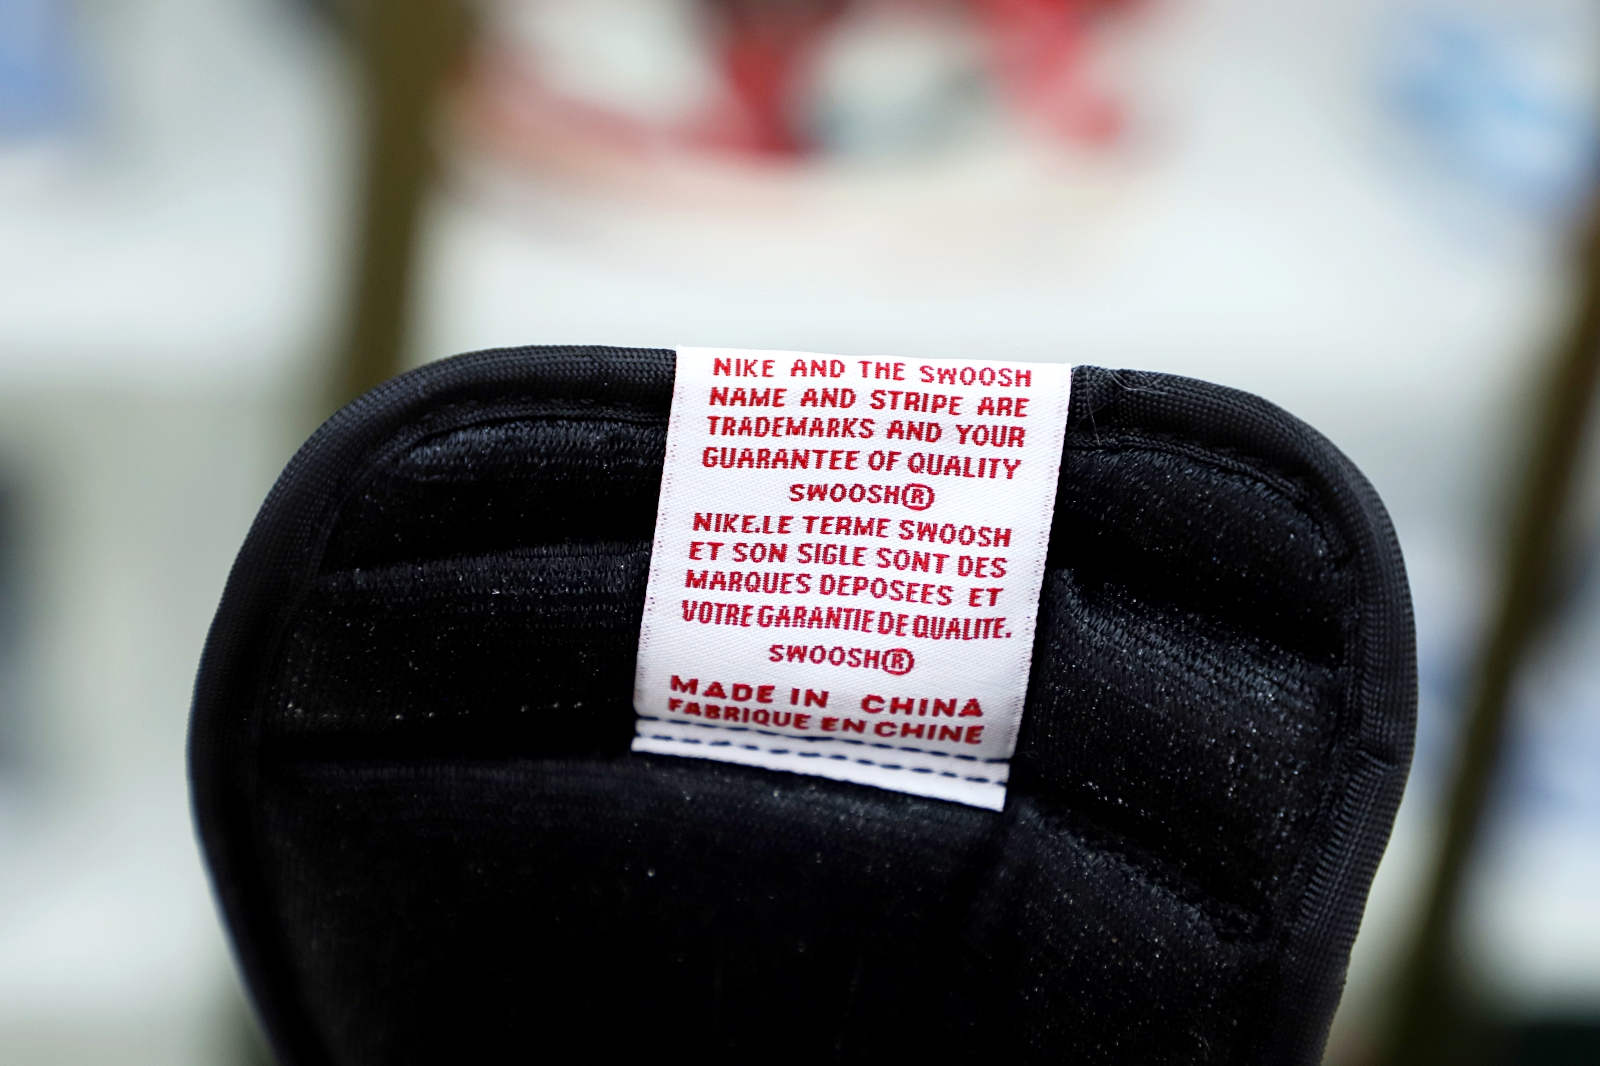 NIKE AND THE SWOOSH
NAME AND STRIPE ARE
TRADEMARKS AND YOUR
GUARANTEE OF QUALITY
SWOOSH®
NIKE.LE TERME SWOOSH
ET SON SIGLE SONT DES
MARQUES DEPOSEES ET
VOTRE GARANTIE DE QUALITE.
SWOOSH®
MADE IN CHINA
FABRIQUE EN CHINE